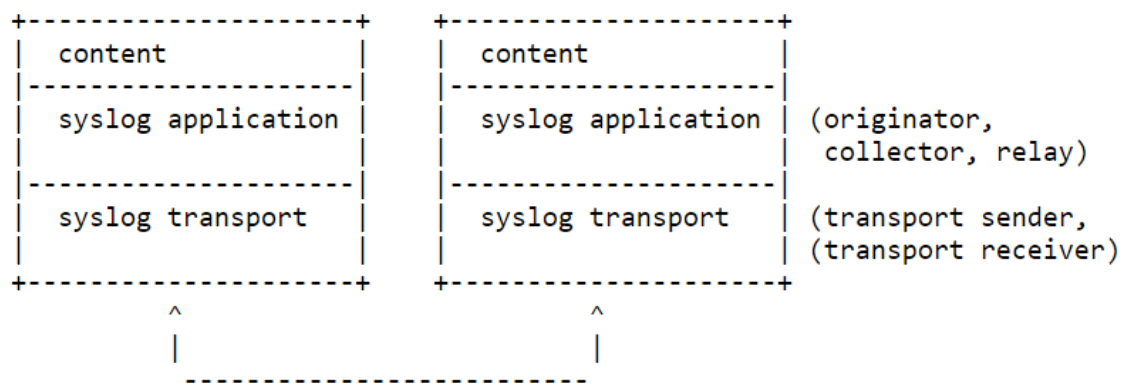 content content
syslog application syslog application (originator,
collector, relay)
syslog transport syslog transport (transport sender,
(transport receiver)